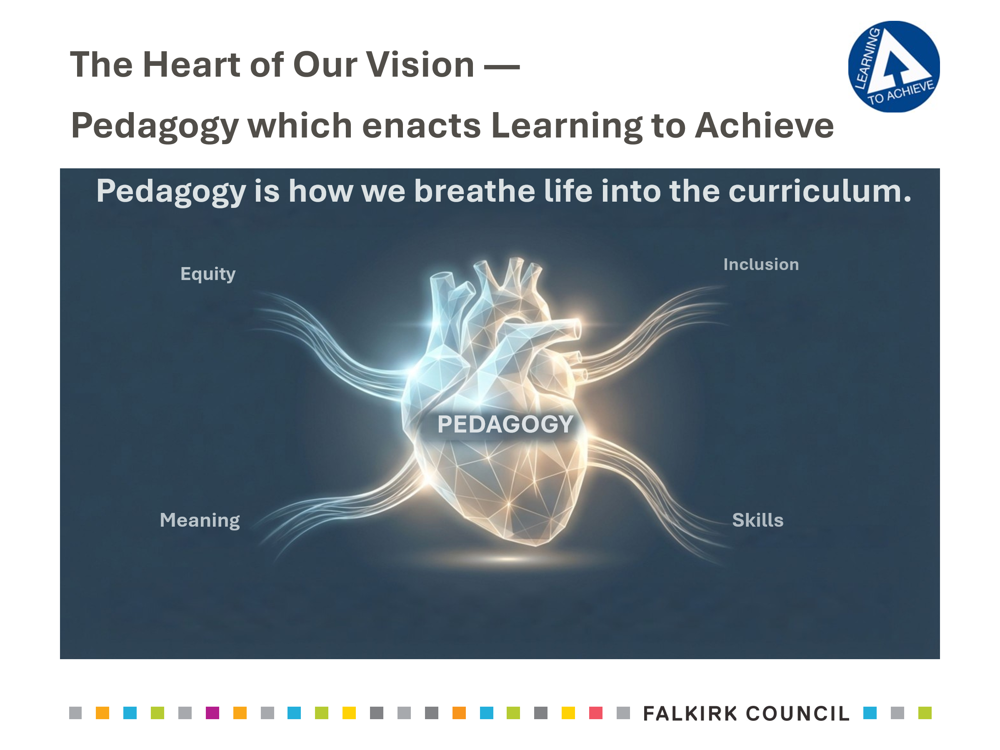 The Heart of Our Vision —
Pedagogy which enacts Learning to Achieve
LEARNING
TO ACHIEVE
Pedagogy is how we breathe life into the curriculum.
Equity
Inclusion
PEDAGOGY
Meaning
Skills
FALKIRK COUNCIL